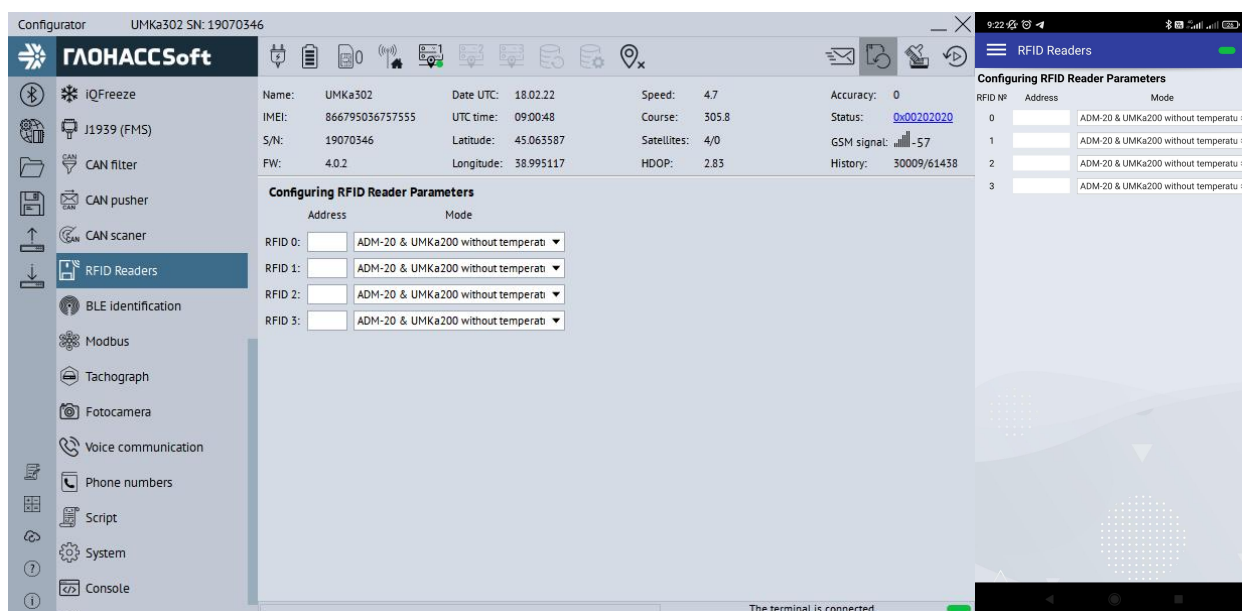 Configurator UMKa302 SN: 19070346
ГЛОНАССSoft
0
iQFreeze
J1939 (FMS)
CAN filter
CAN pusher
CAN scaner
RFID Readers
BLE identification
Modbus
Tachograph
Fotocamera
Voice communication
Phone numbers
Script
System
Console
Name: UMKa302 Date UTC: 18.02.22 Speed: 4.7 Accuracy: 0
IMEI: 866795036757555 UTC time: 09:00:48 Course: 305.8 Status: 0x00202020
S/N: 19070346 Latitude: 45.063587 Satellites: 4/0 GSM signal: -57
FW: 4.0.2 Longitude: 38.995117 HDOP: 2.83 History: 30009/61438
Configuring RFID Reader Parameters
Address Mode
RFID 0: ADM-20 & UMKa200 without temperati
RFID 1: ADM-20 & UMKa200 without temperati
RFID 2: ADM-20 & UMKa200 without temperati
RFID 3: ADM-20 & UMKa200 without temperati
The terminal is connected
9:22
RFID Readers
Configuring RFID Reader Parameters
RFID Nº Address Mode
0 ADM-20 & UMKa200 without temperatu
1 ADM-20 & UMKa200 without temperatu
2 ADM-20 & UMKa200 without temperatu
3 ADM-20 & UMKa200 without temperatu